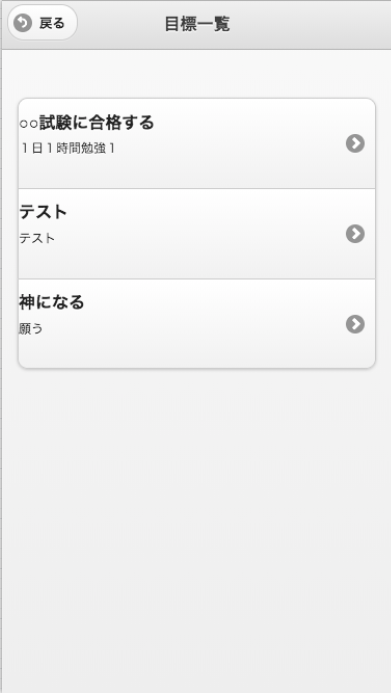 戻る
目標一覧
○○試験に合格する
１日１時間勉強１
テスト
テスト
神になる
願う